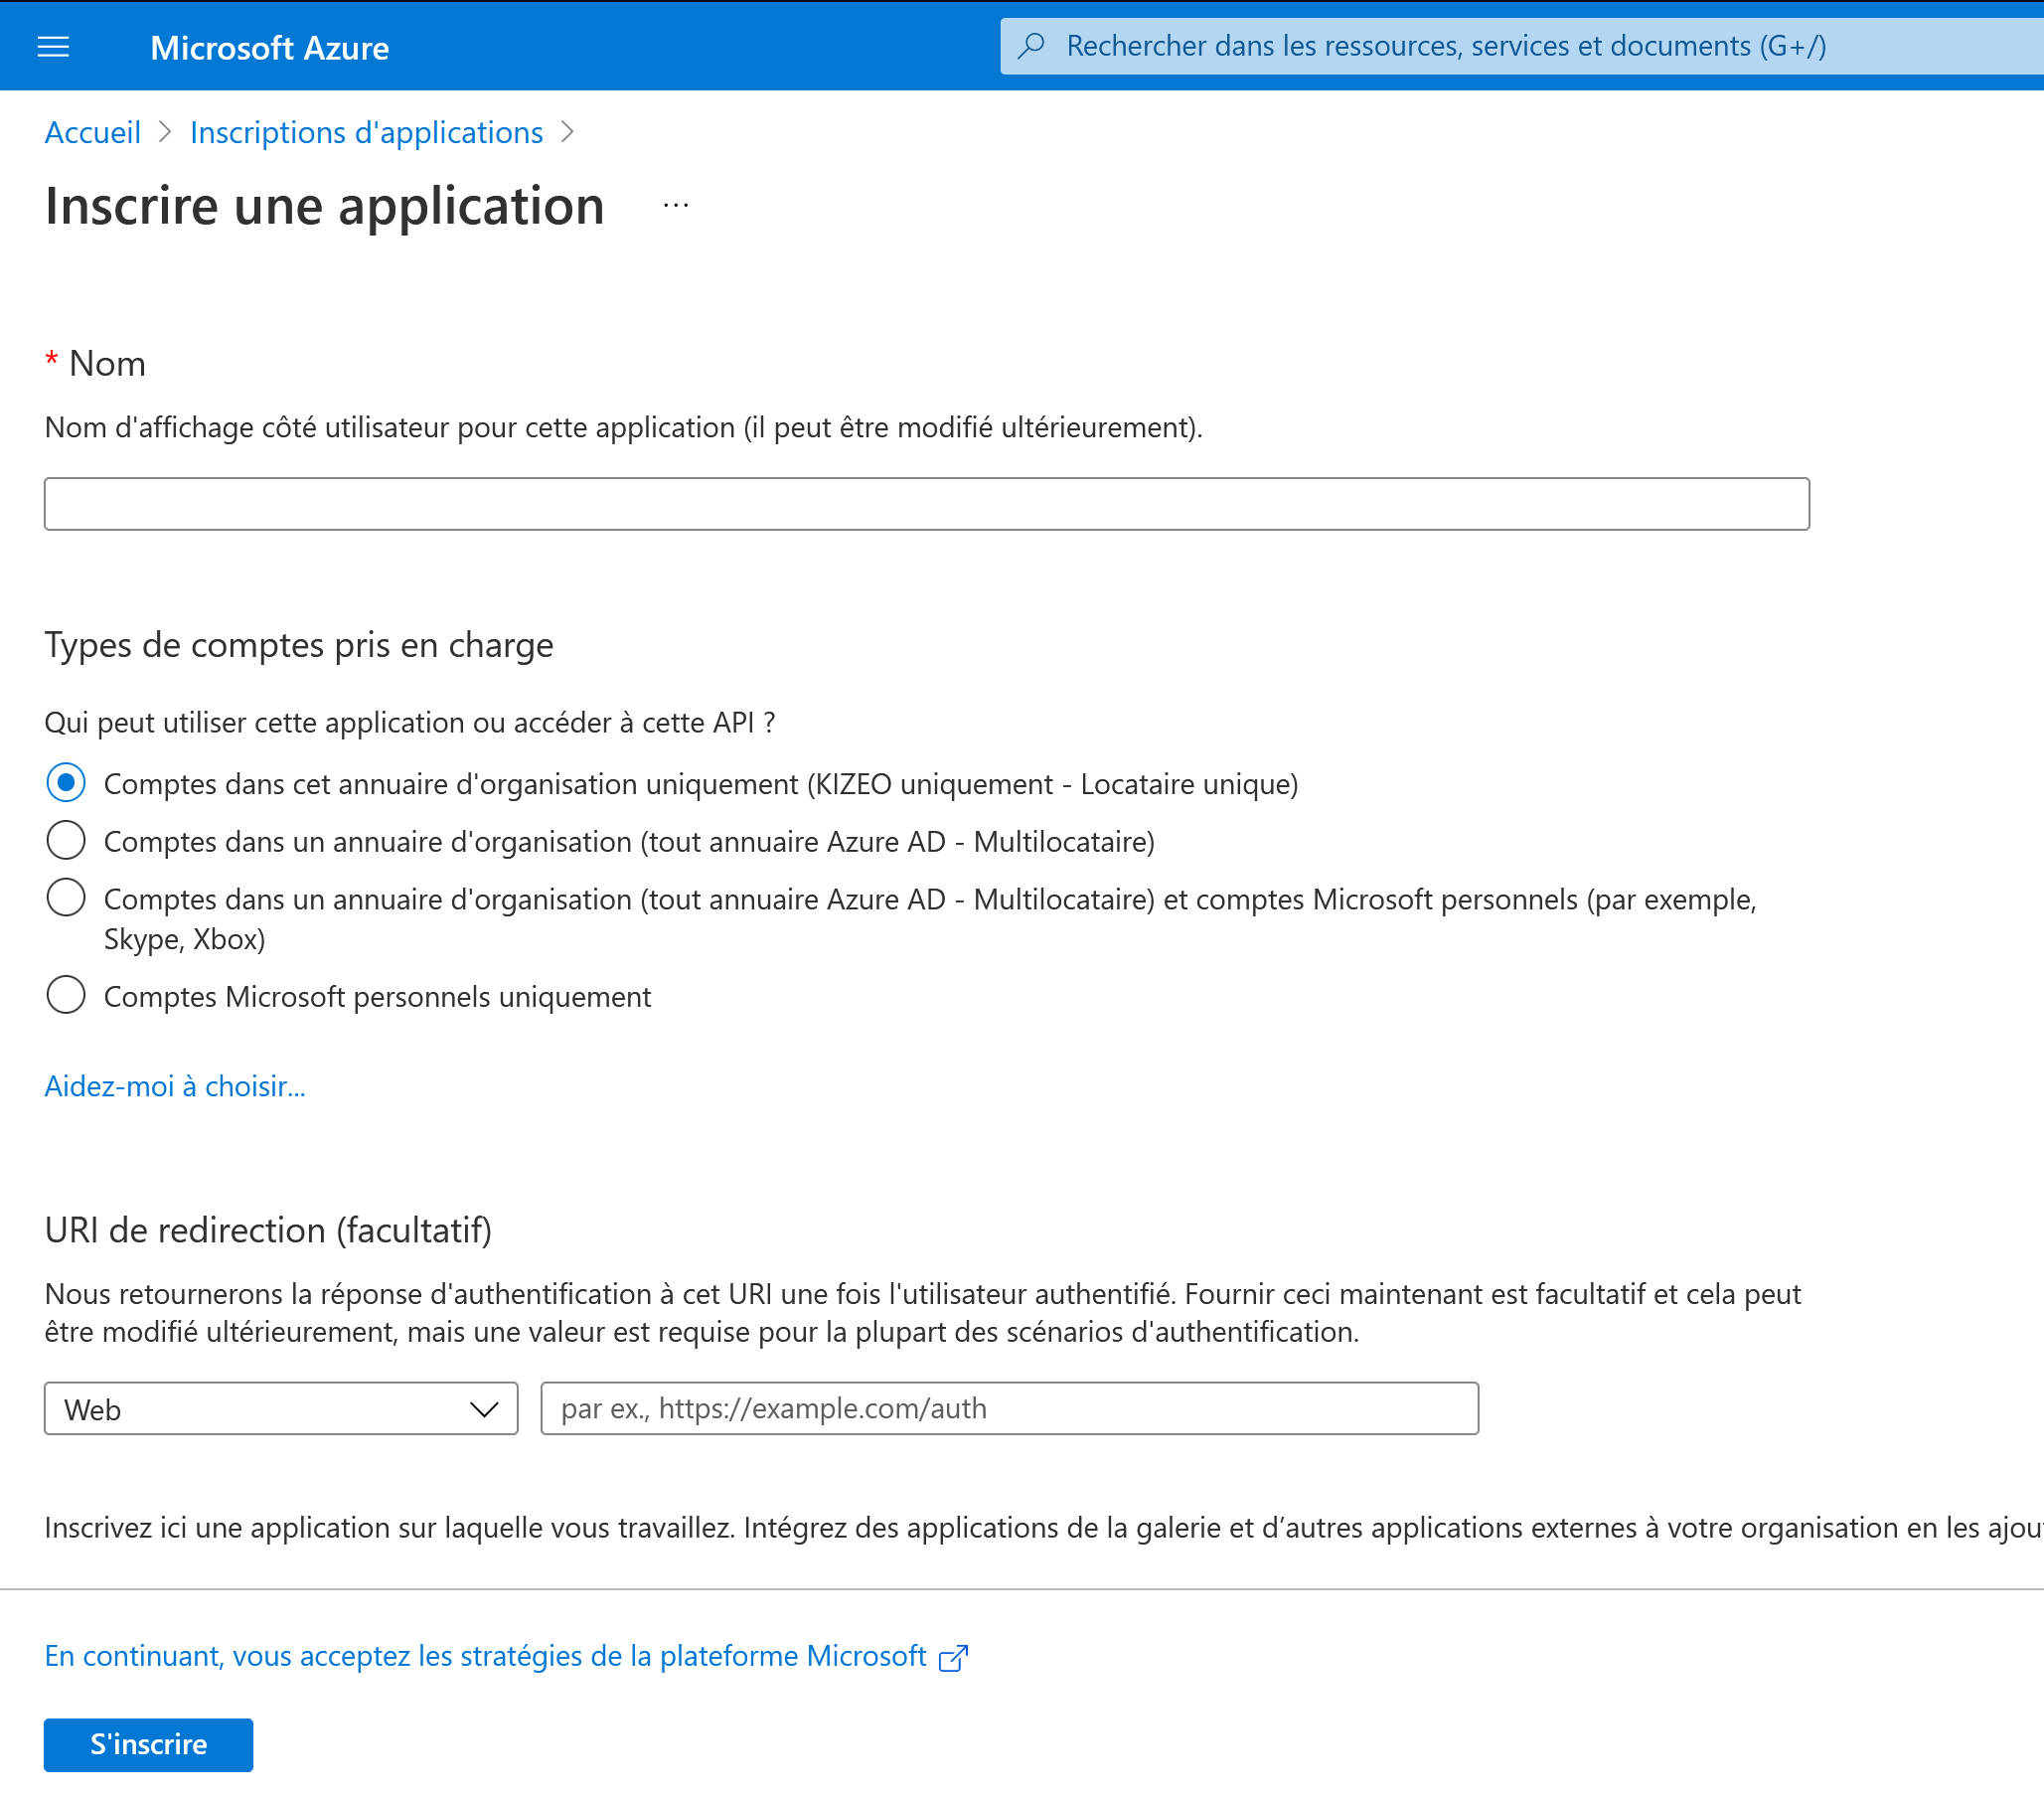 Microsoft Azure
Rechercher dans les ressources, services et documents (G+/)
Accueil > Inscriptions d'applications >
Inscrire une application ...
* Nom
Nom d'affichage côté utilisateur pour cette application (il peut être modifié ultérieurement).
Types de comptes pris en charge
Qui peut utiliser cette application ou accéder à cette API ?
Comptes dans cet annuaire d'organisation uniquement (KIZEO uniquement - Locataire unique)
Comptes dans un annuaire d'organisation (tout annuaire Azure AD - Multilocataire)
Comptes dans un annuaire d'organisation (tout annuaire Azure AD - Multilocataire) et comptes Microsoft personnels (par exemple,
Skype, Xbox)
Comptes Microsoft personnels uniquement
Aidez-moi à choisir...
URI de redirection (facultatif)
Nous retournerons la réponse d'authentification à cet URI une fois l'utilisateur authentifié. Fournir ceci maintenant est facultatif et cela peut
être modifié ultérieurement, mais une valeur est requise pour la plupart des scénarios d'authentification.
Web
par ex., https://example.com/auth
Inscrivez ici une application sur laquelle vous travaillez. Intégrez des applications de la galerie et d’autres applications externes à votre organisation en les
En continuant, vous acceptez les stratégies de la plateforme Microsoft
S'inscrire